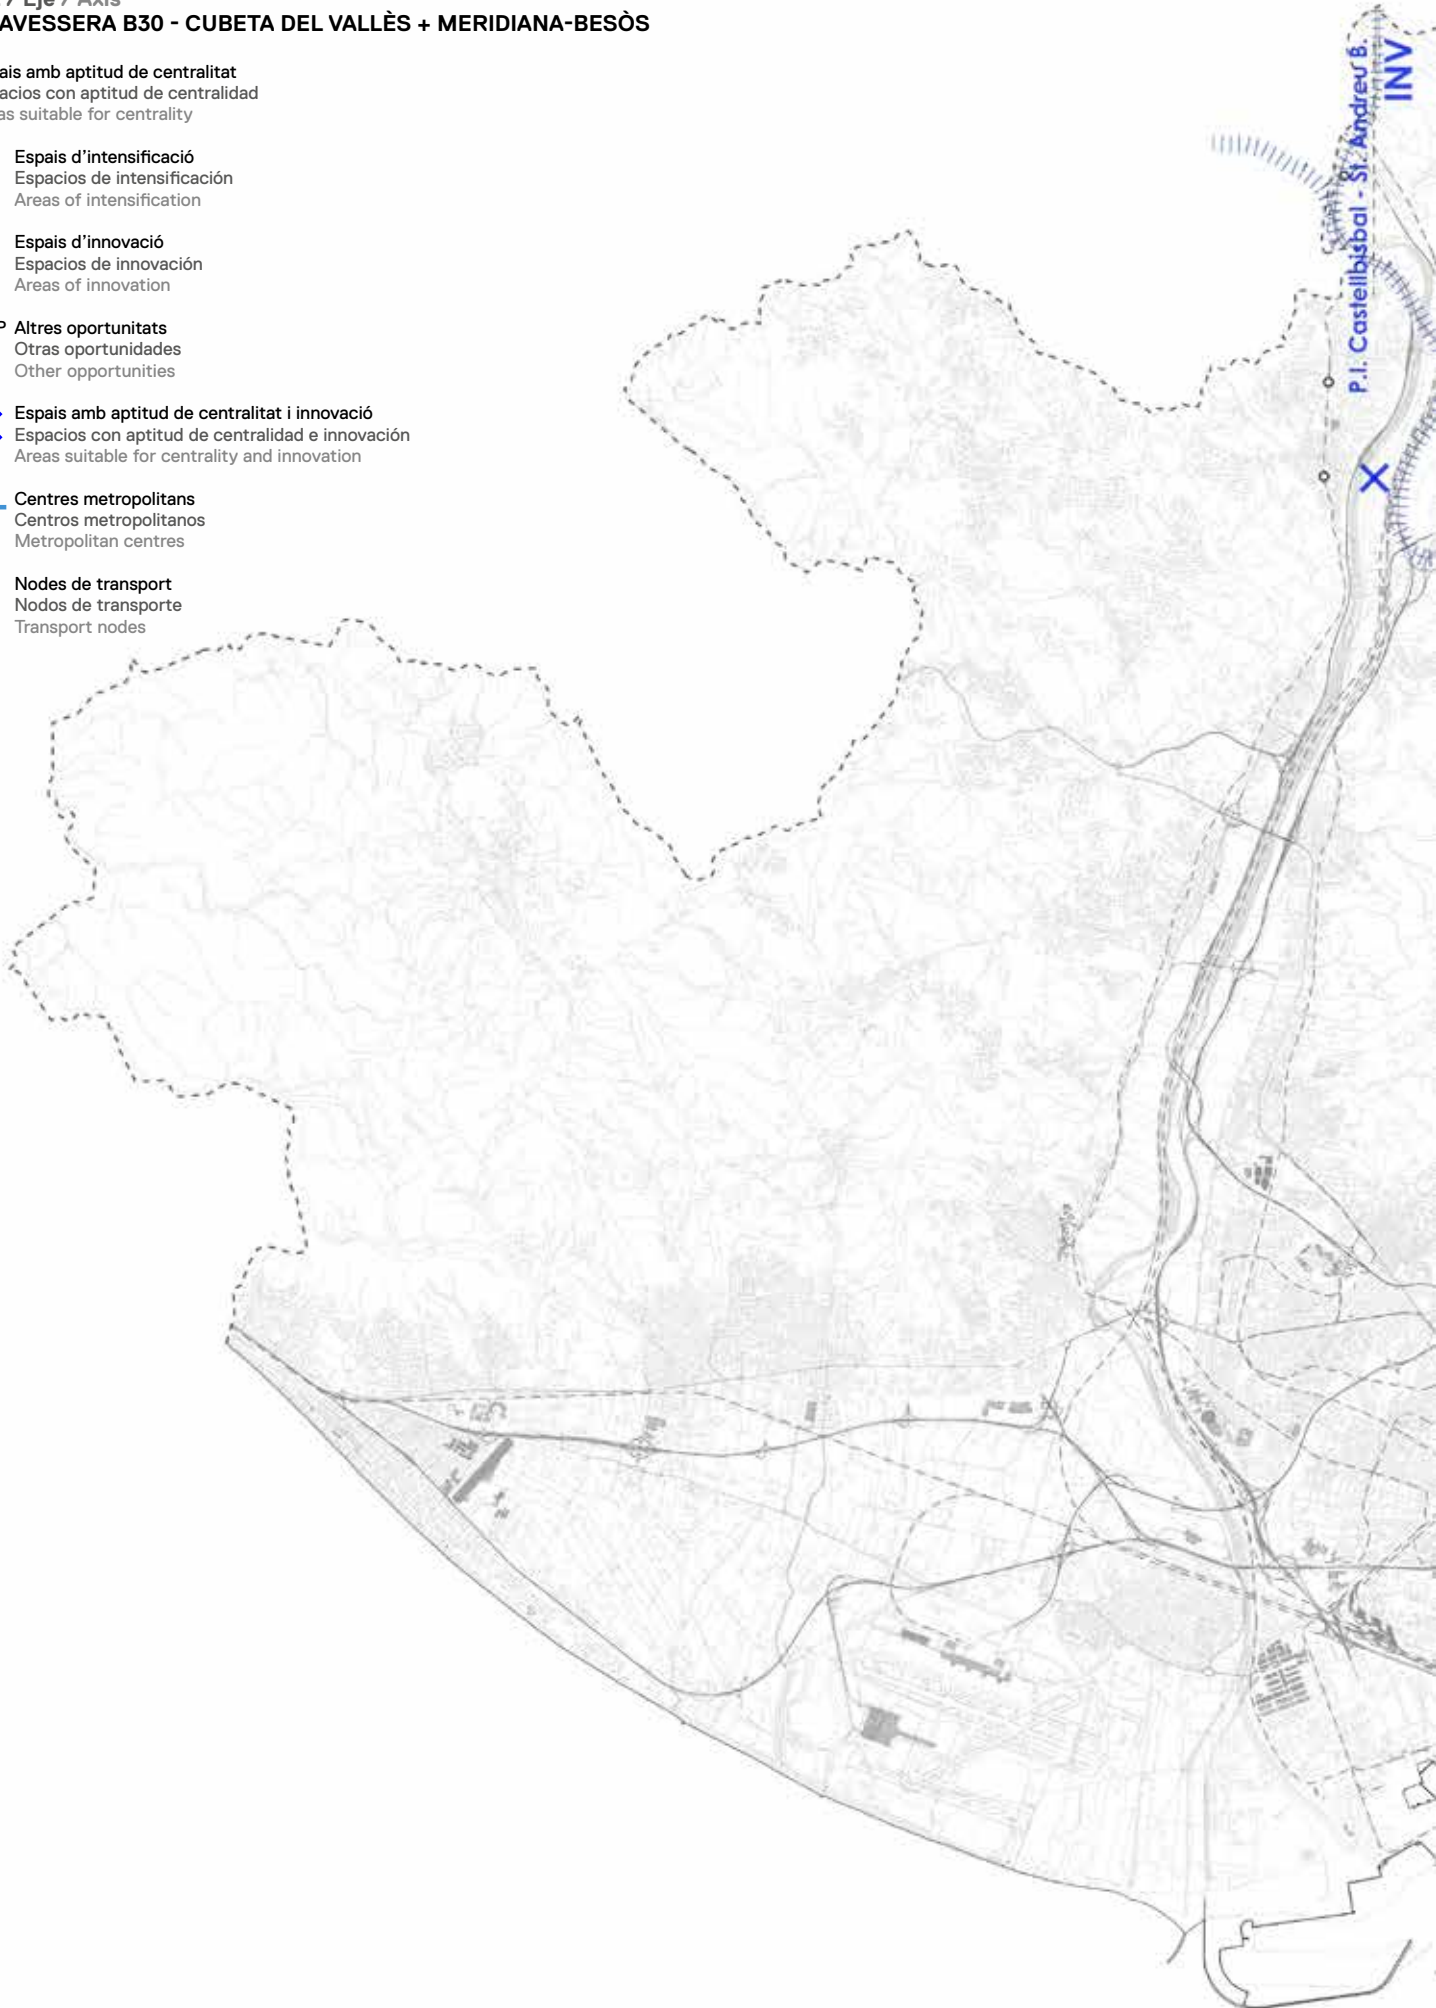 / Eje / Axis
AVESSERA B30 - CUBETA DEL VALLÈS + MERIDIANA-BESÒS
ais amb aptitud de centralitat
acios con aptitud de centralidad
as suitable for centrality
Espais d’intensificació
Espacios de intensificación
Areas of intensification
Espais d’innovació
Espacios de innovación
Areas of innovation
P Altres oportunitats
Otras oportunidades
Other opportunities
Espais amb aptitud de centralitat i innovació
Espacios con aptitud de centralidad e innovación
Areas suitable for centrality and innovation
Centres metropolitans
Centros metropolitanos
Metropolitan centres
Nodes de transport
Nodos de transporte
Transport nodes
P.I. Castellbisbal - St. Andreu B.
INV